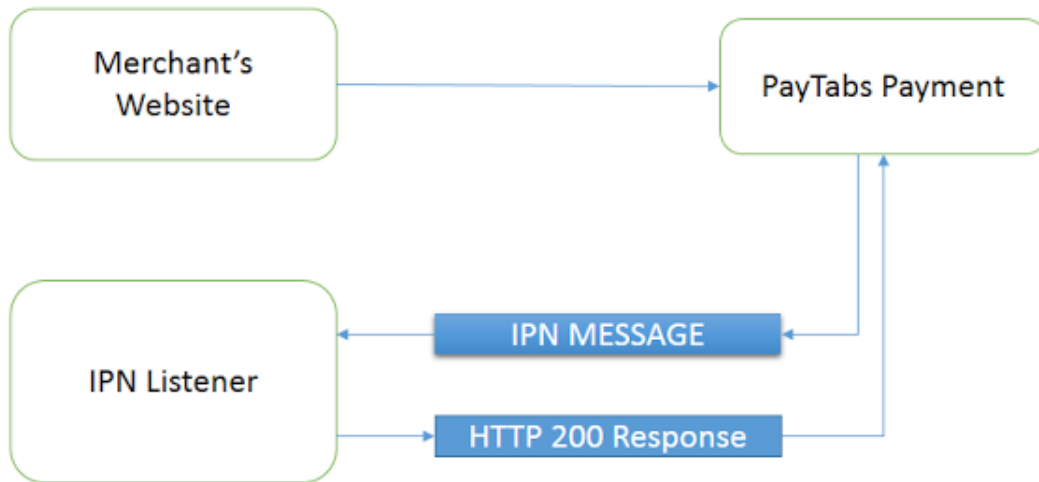 Merchant’s
Website
PayTabs Payment
IPN MESSAGE
IPN Listener
HTTP 200 Response